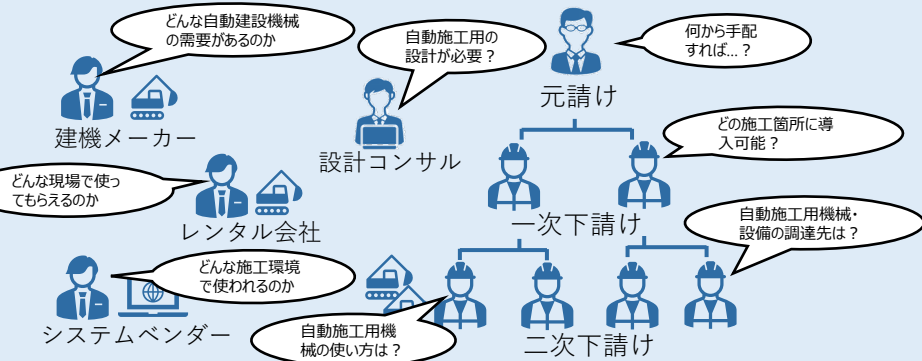 どんな自動建設機械
の需要があるのか
建機メーカー
自動施工用の
設計が必要？
設計コンサル
何から手配
すれば…？
元請け
どの施工箇所に導
入可能？
一次下請け
どんな現場で使っ
てもらえるのか
レンタル会社
自動施工用機械・
設備の調達先は？
どんな施工環境
で使われるのか
システムベンダー
自動施工用機
械の使い方は？
二次下請け